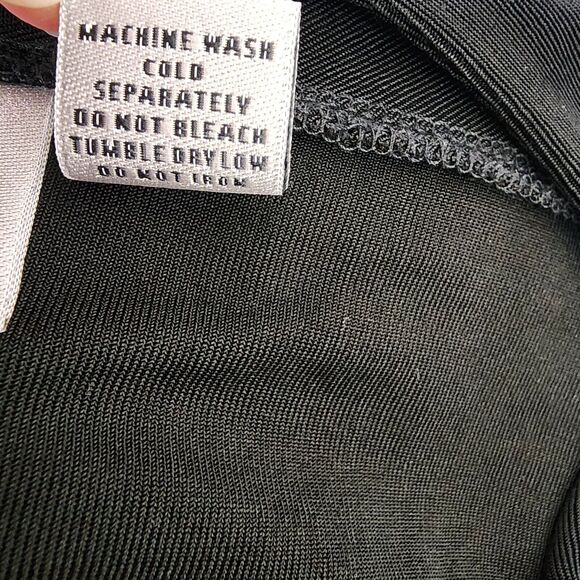 MACHINE WASH
COLD
SEPARATELY
DO NOT BLEACH
TUMBLE DRY LOW
DO NOT IRON